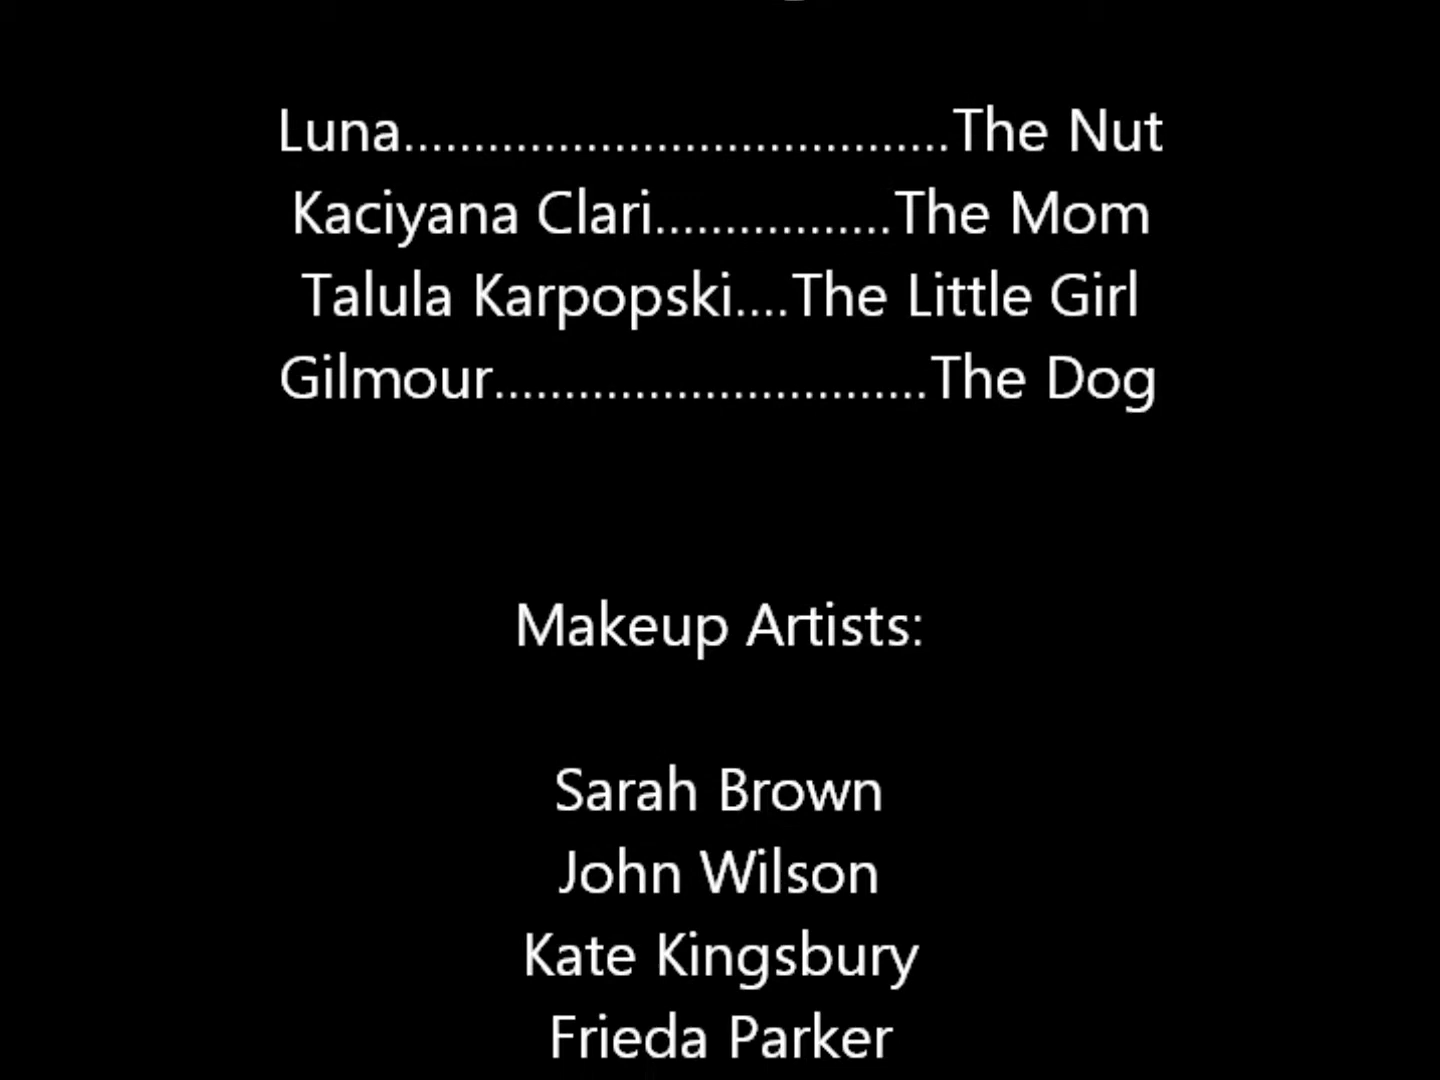 Luna.......................................The Nut
Kaciyana Clari.................The Mom
Talula Karpopski....The Little Girl
Gilmour...............................The Dog
Makeup Artists:
Sarah Brown
John Wilson
Kate Kingsbury
Frieda Parker